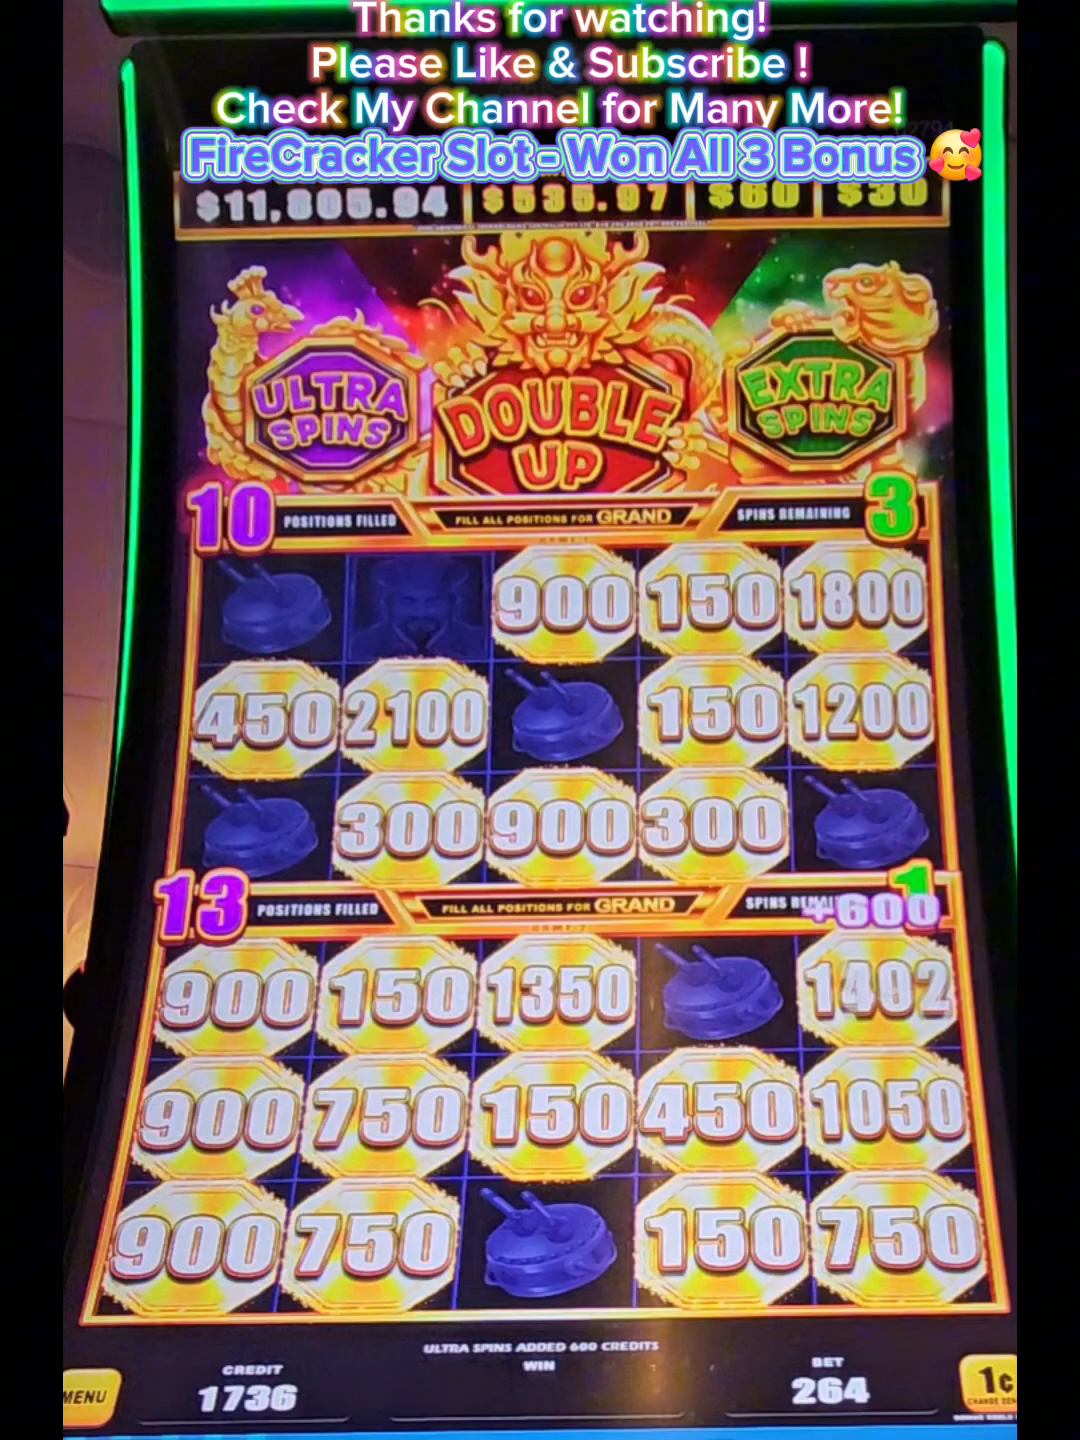 Thanks for watching!
Please Like & Subscribe !
Check My Channel for Many More!
FireCracker Slot - Won All 3 Bonus 🥰
$11,805.94 $535.97 $60 $30
ULTRA SPINS
DOUBLE UP
EXTRA SPINS
10 POSITIONS FILLED FILL ALL POSITIONS FOR GRAND SPINS REMAINING 3
900 150 1800
450 2100 150 1200
300 900 300
13 POSITIONS FILLED FILL ALL POSITIONS FOR GRAND SPINS 1
+600
900 150 1350
900 750 150 450 1050
900 750 150 750
ULTRA SPINS ADDED 600 CREDITS
MENU CREDIT WIN BET 1¢
1736 264